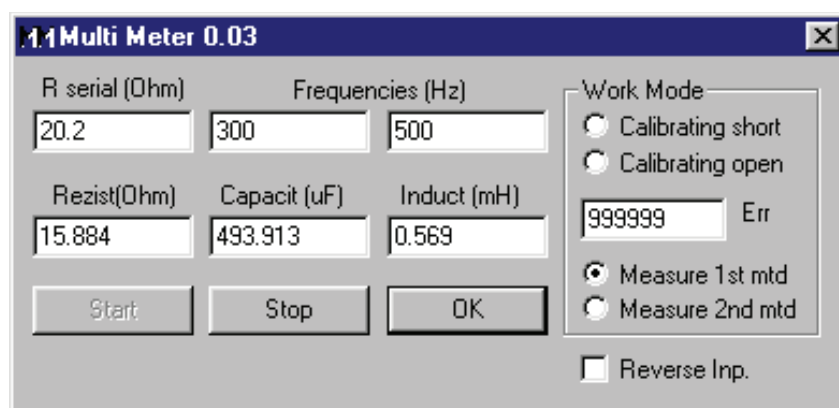 Multi Meter 0.03
R serial (Ohm) Frequencies (Hz)
20.2 300 500
Rezist(Ohm) Capacit (uF) Induct (mH)
15.884 493.913 0.569
Start Stop OK
Work Mode
Calibrating short
Calibrating open
999999 Err
Measure 1st mtd
Measure 2nd mtd
Reverse Inp.